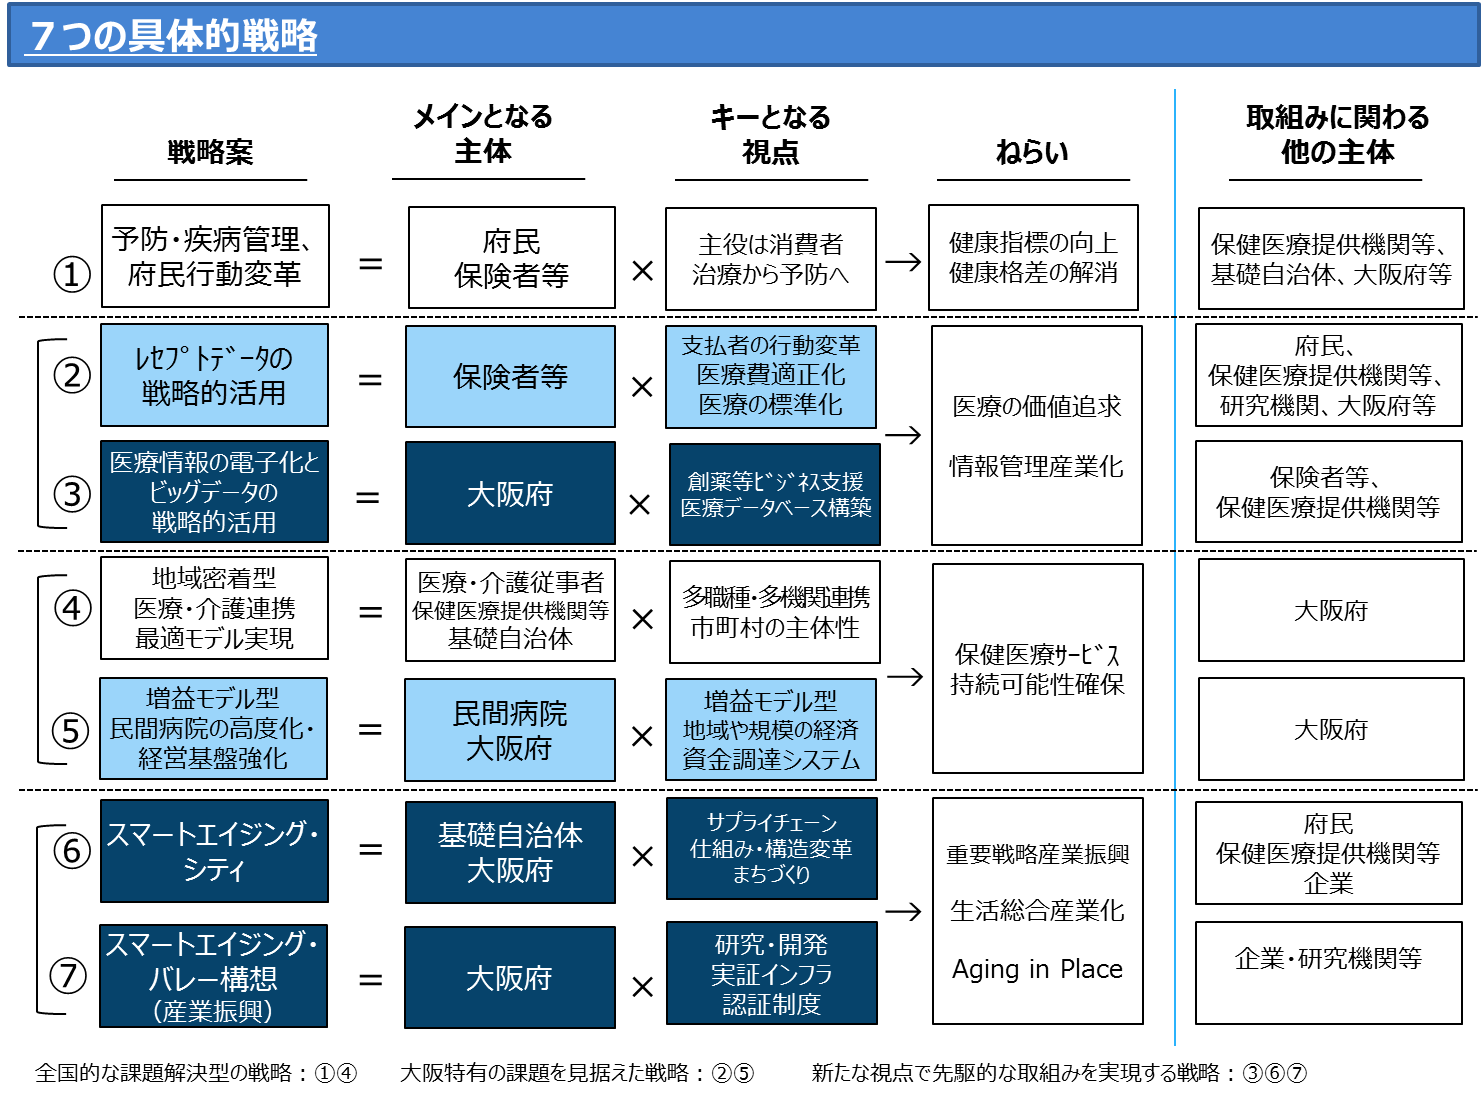 ７つの具体的戦略
戦略案
メインとなる
主体
キーとなる
視点
ねらい
取組みに関わる
他の主体
①
予防・疾病管理、
府民行動変革
＝
府民
保険者等
×
主役は消費者
治療から予防へ
→
健康指標の向上
健康格差の解消
保健医療提供機関等、
基礎自治体、大阪府等
②
ﾚｾﾌﾟﾄﾃﾞｰﾀの
戦略的活用
＝
保険者等
×
支払者の行動変革
医療費適正化
医療の標準化
府民、
保健医療提供機関等、
研究機関、大阪府等
③
医療情報の電子化と
ビッグデータの
戦略的活用
＝
大阪府
×
創薬等ﾋﾞｼﾞﾈｽ支援
医療データベース構築
→
医療の価値追求
情報管理産業化
保険者等、
保健医療提供機関等
④
地域密着型
医療・介護連携
最適モデル実現
＝
医療・介護従事者
保健医療提供機関等
基礎自治体
×
多職種・多機関連携
市町村の主体性
大阪府
⑤
増益モデル型
民間病院の高度化・
経営基盤強化
＝
民間病院
大阪府
×
増益モデル型
地域や規模の経済
資金調達システム
→
保健医療ｻｰﾋﾞｽ
持続可能性確保
大阪府
⑥
スマートエイジング・
シティ
＝
基礎自治体
大阪府
×
サプライチェーン
仕組み・構造変革
まちづくり
府民
保健医療提供機関等
企業
⑦
スマートエイジング・
バレー構想
（産業振興）
＝
大阪府
×
研究・開発
実証インフラ
認証制度
→
重要戦略産業振興
生活総合産業化
Aging in Place
企業・研究機関等
全国的な課題解決型の戦略：①④
大阪特有の課題を見据えた戦略：②⑤
新たな視点で先駆的な取組みを実現する戦略：③⑥⑦